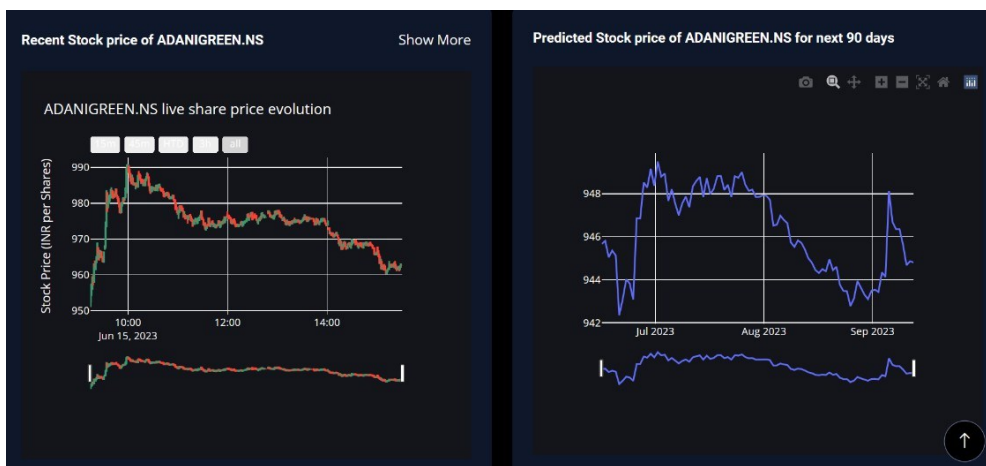 Recent Stock price of ADANIGREEN.NS
Show More
ADANIGREEN.NS live share price evolution
all
Stock Price (INR per Shares)
990
980
970
960
950
10:00
12:00
14:00
Jun 15, 2023
Predicted Stock price of ADANIGREEN.NS for next 90 days
948
946
944
942
Jul 2023
Aug 2023
Sep 2023